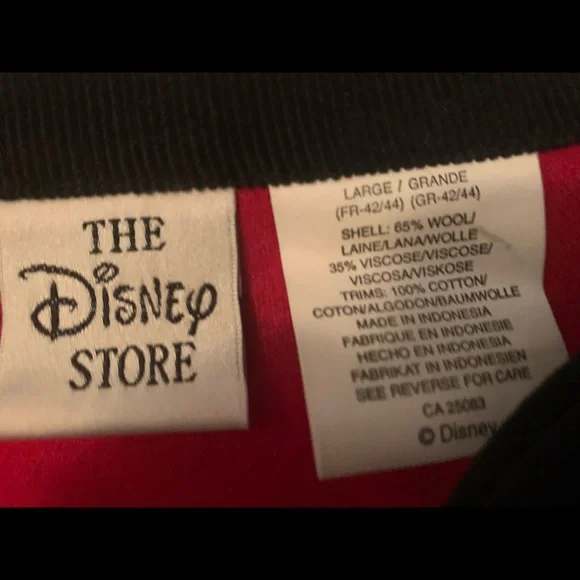 THE
Disney
STORE
LARGE / GRANDE
(FR-42/44) (GR-42/44)
SHELL: 65% WOOL/
LAINE/LANA/WOLLE
35% VISCOSE/VISCOSE/
VISCOSA/VISKOSE
TRIMS: 100% COTTON/
COTON/ALGODON/BAUMWOLLE
MADE IN INDONESIA
FABRIQUE EN INDONESIE
HECHO EN INDONESIA
FABRIKAT IN INDONESIEN
SEE REVERSE FOR CARE
CA 25083
© Disney